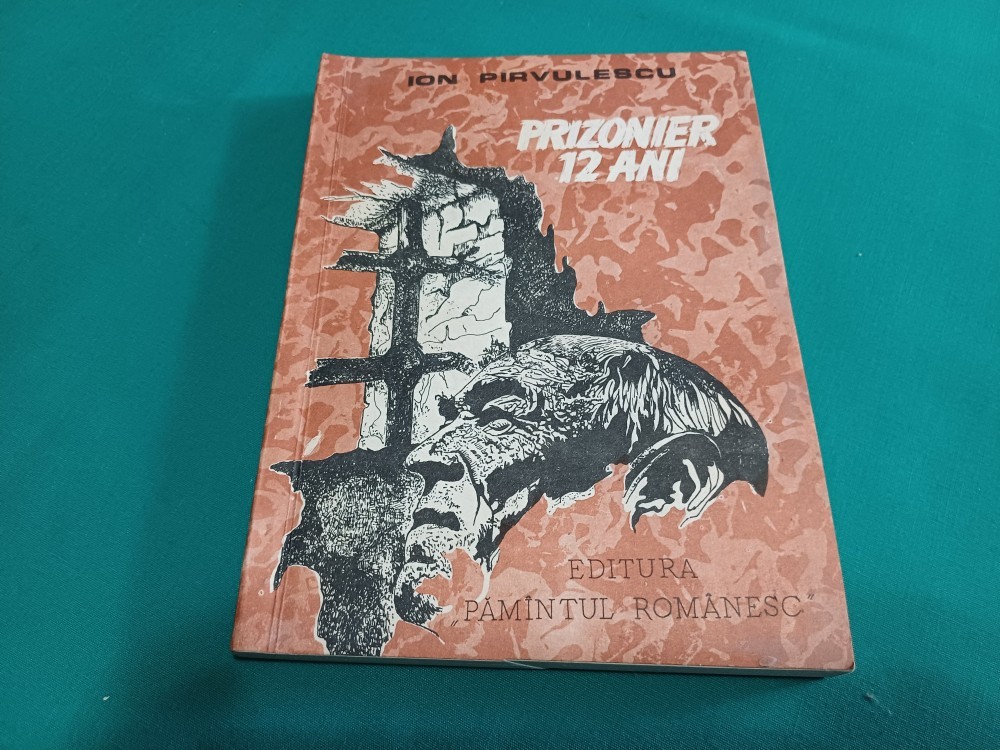 ION PIRVULESCU
PRIZONIER
12 ANI
EDITURA
„PĂMÎNTUL ROMÂNESC"